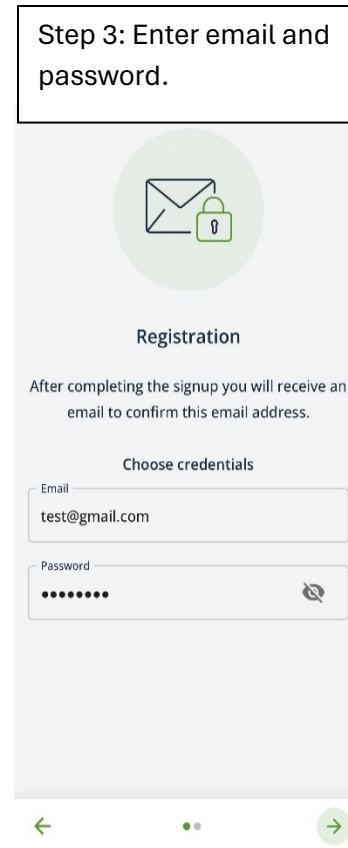 Step 3: Enter email and
password.
Registration
After completing the signup you will receive an
email to confirm this email address.
Choose credentials
Email
test@gmail.com
Password
••••••••